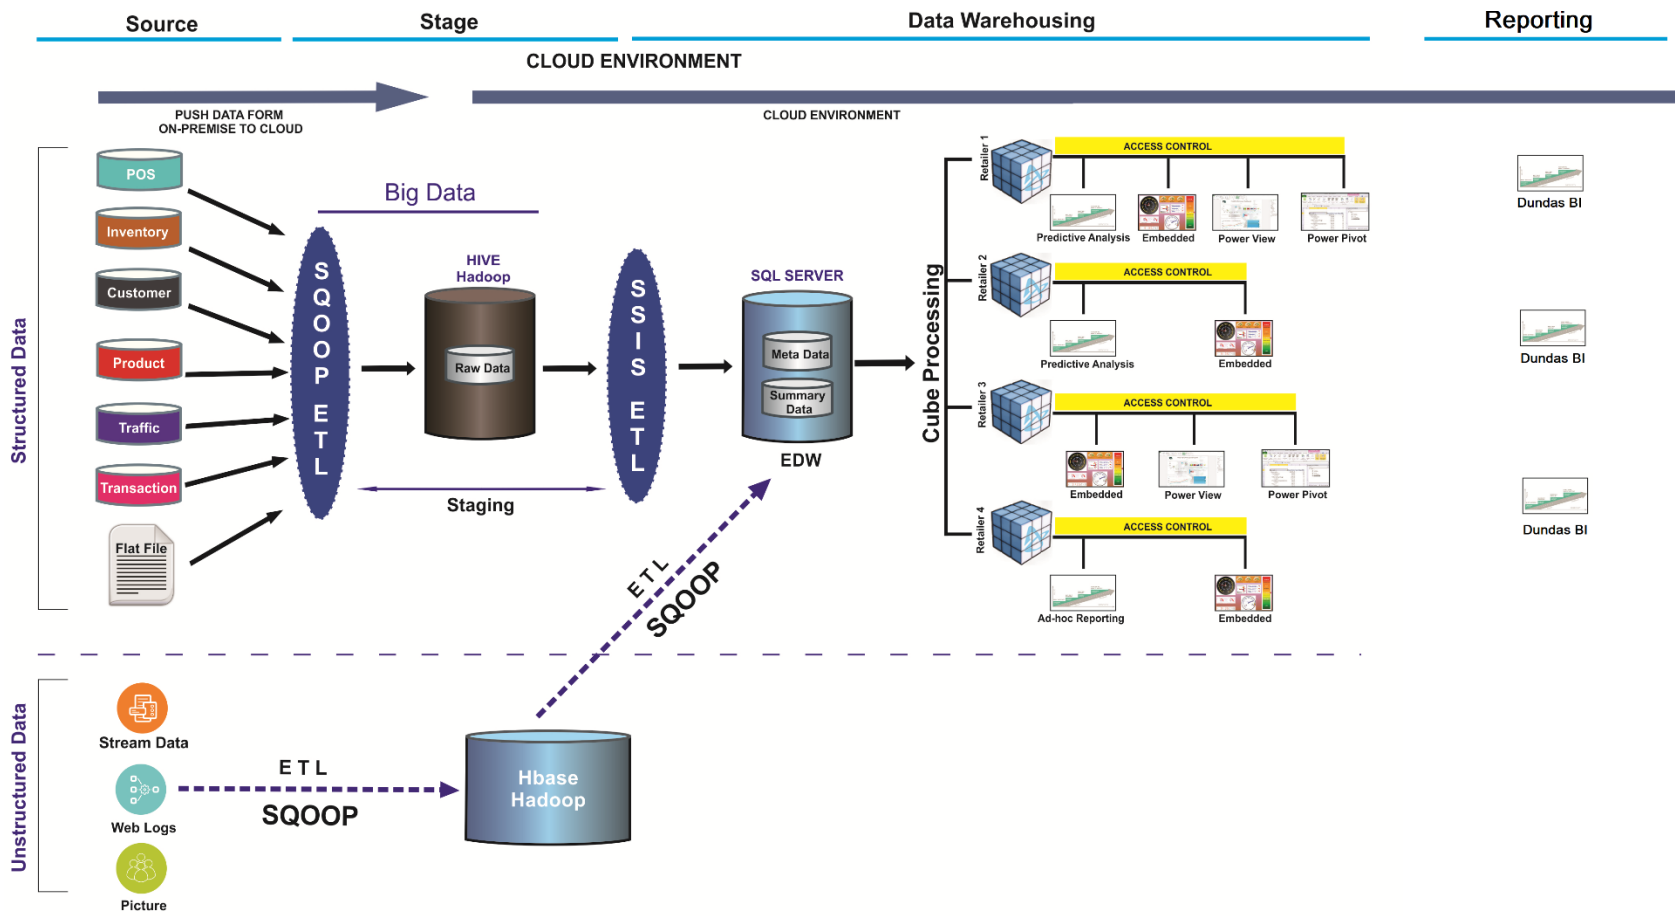 Source
Stage
Data Warehousing
Reporting
CLOUD ENVIRONMENT
PUSH DATA FORM
ON-PREMISE TO CLOUD
CLOUD ENVIRONMENT
Structured Data
POS
Inventory
Customer
Product
Traffic
Transaction
Flat File
Big Data
SQOOP ETL
HIVE
Hadoop
Raw Data
Staging
SSIS ETL
SQL SERVER
Meta Data
Summary
Data
EDW
Cube Processing
Retailer 1
ACCESS CONTROL
Predictive Analysis
Embedded
Power View
Power Pivot
Retailer 2
ACCESS CONTROL
Predictive Analysis
Embedded
Retailer 3
ACCESS CONTROL
Embedded
Power View
Power Pivot
Retailer 4
ACCESS CONTROL
Ad-hoc Reporting
Embedded
Dundas BI
Dundas BI
Dundas BI
ETL
SQOOP
Unstructured Data
Stream Data
Web Logs
Picture
ETL
SQOOP
Hbase
Hadoop